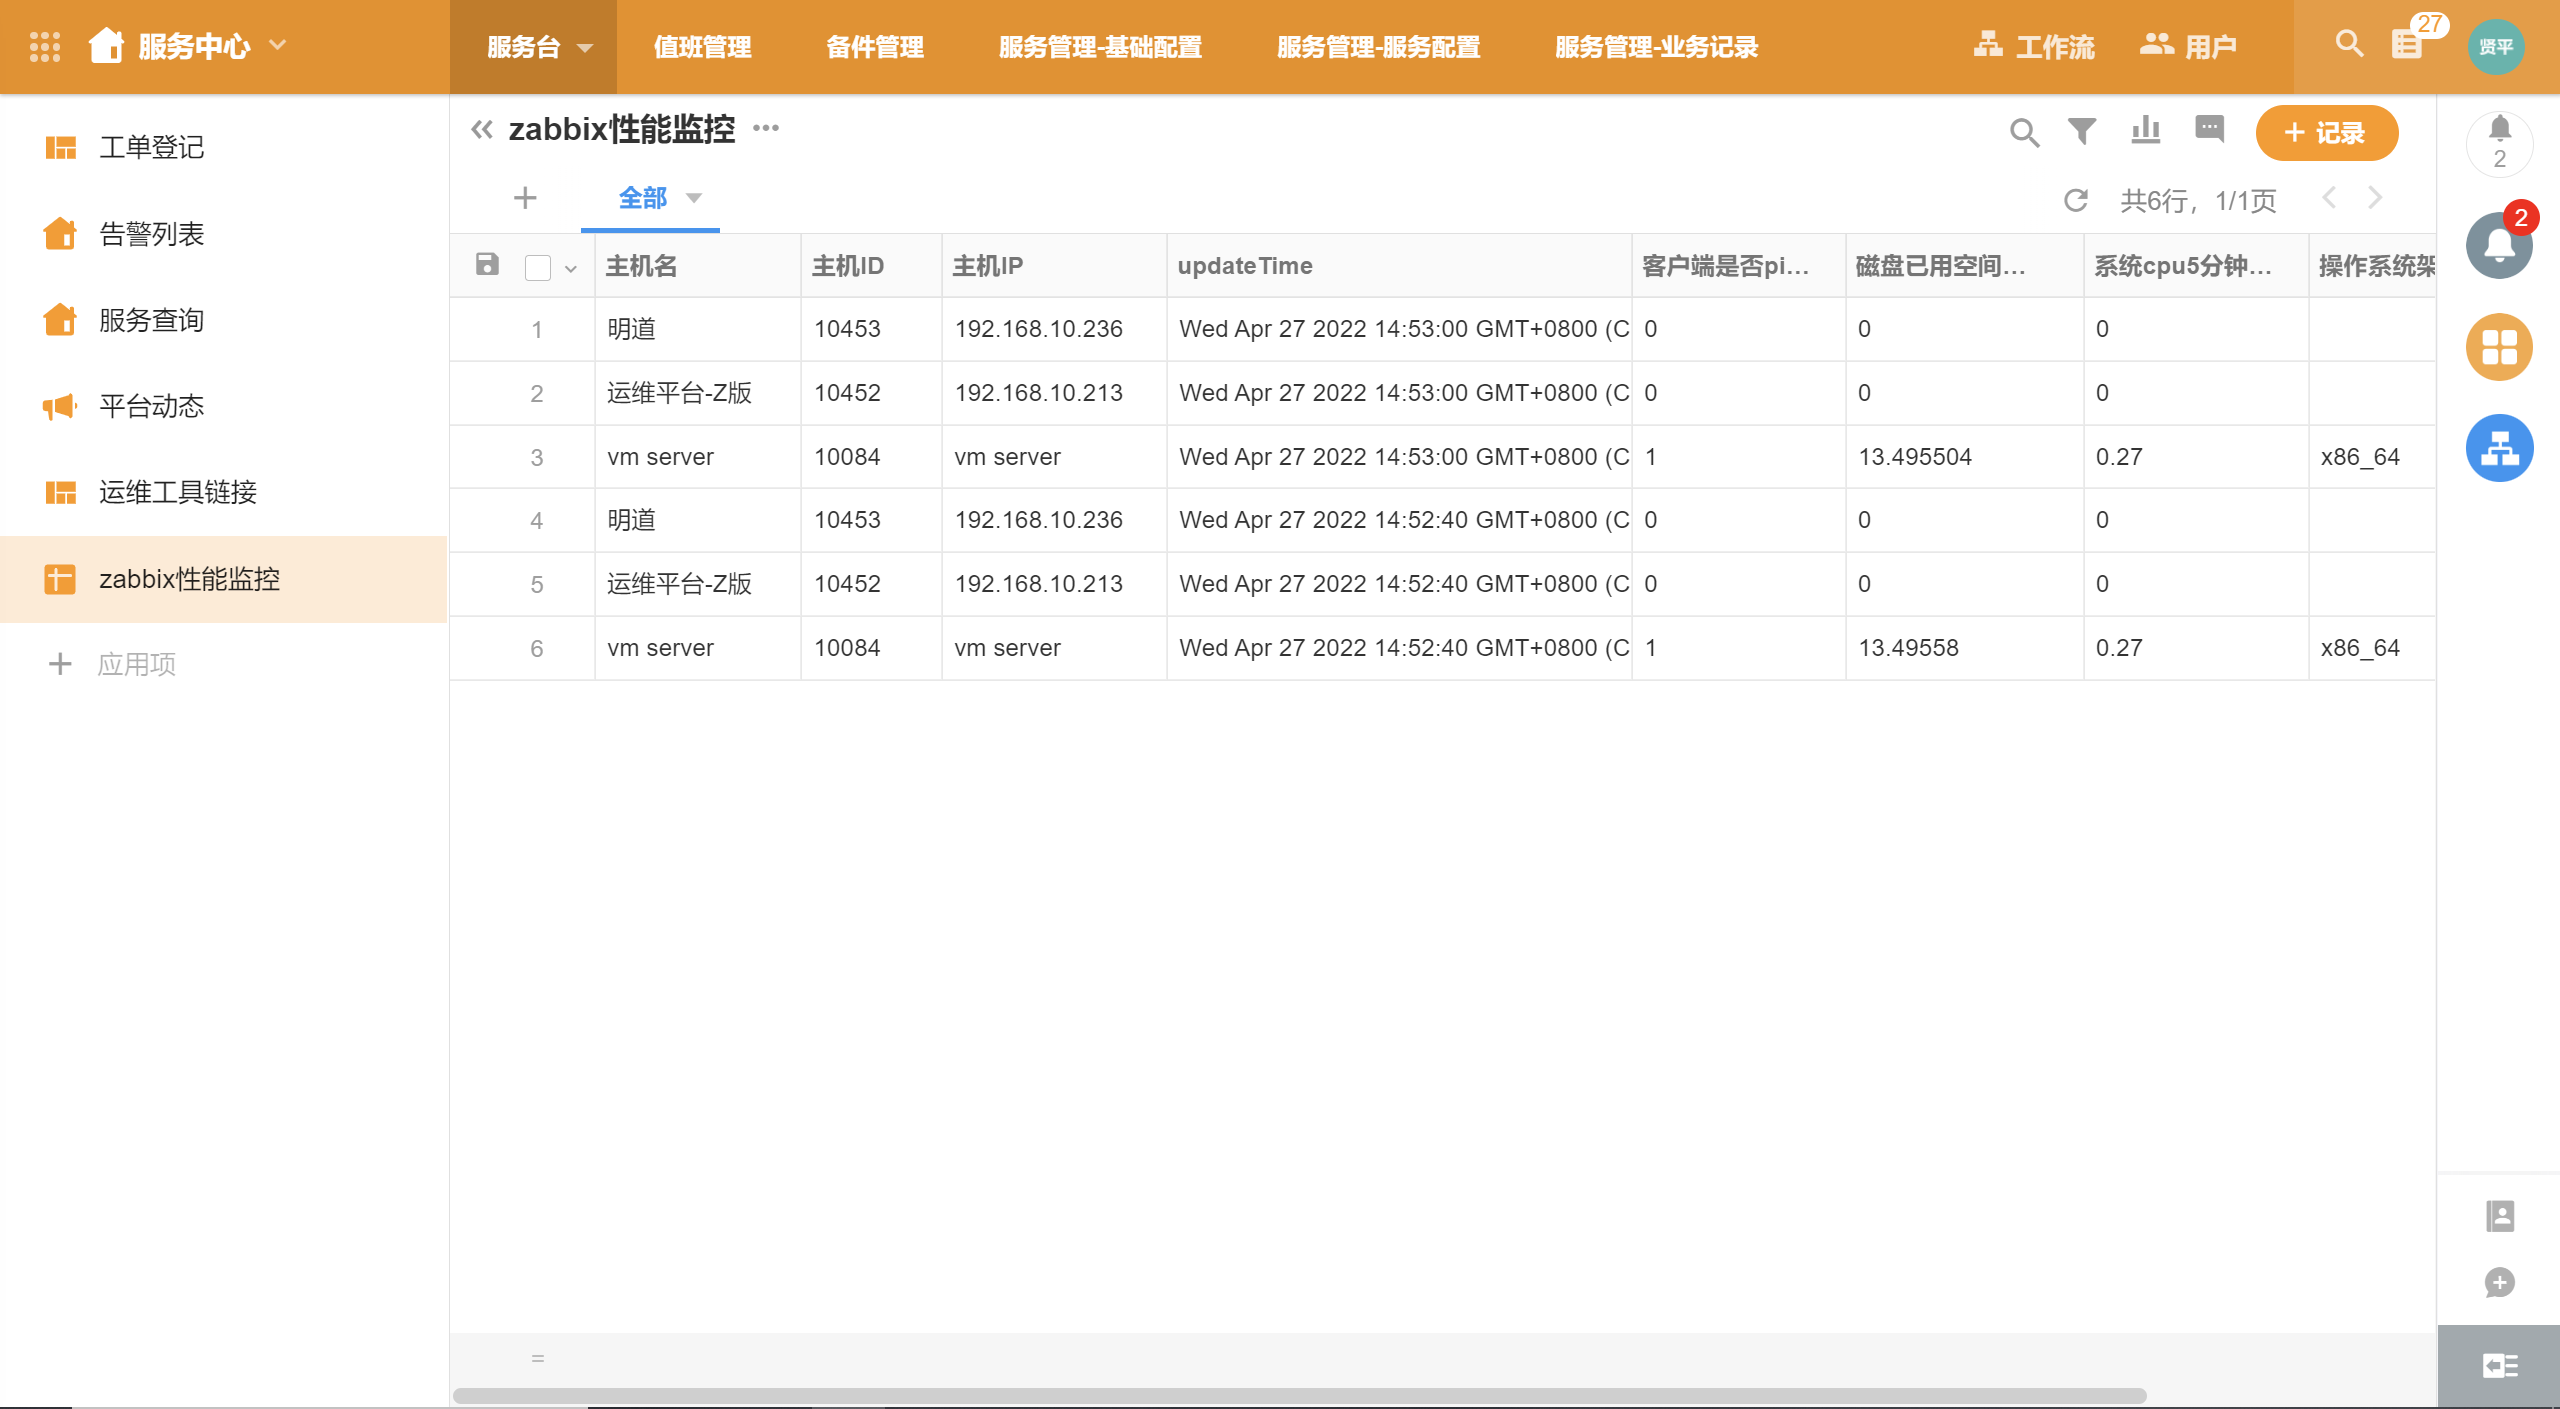 服务中心 服务台 值班管理 备件管理 服务管理-基础配置 服务管理-服务配置 服务管理-业务记录 工作流 用户 27 贤平
工单登记
告警列表
服务查询
平台动态
运维工具链接
zabbix性能监控
应用项
zabbix性能监控 ··· 记录
全部 共6行，1/1页
主机名 主机ID 主机IP updateTime 客户端是否pi... 磁盘已用空间... 系统cpu5分钟... 操作系统架
1 明道 10453 192.168.10.236 Wed Apr 27 2022 14:53:00 GMT+0800 (C 0 0 0
2 运维平台-Z版 10452 192.168.10.213 Wed Apr 27 2022 14:53:00 GMT+0800 (C 0 0 0
3 vm server 10084 vm server Wed Apr 27 2022 14:53:00 GMT+0800 (C 1 13.495504 0.27 x86_64
4 明道 10453 192.168.10.236 Wed Apr 27 2022 14:52:40 GMT+0800 (C 0 0 0
5 运维平台-Z版 10452 192.168.10.213 Wed Apr 27 2022 14:52:40 GMT+0800 (C 0 0 0
6 vm server 10084 vm server Wed Apr 27 2022 14:52:40 GMT+0800 (C 1 13.49558 0.27 x86_64
=
2
2